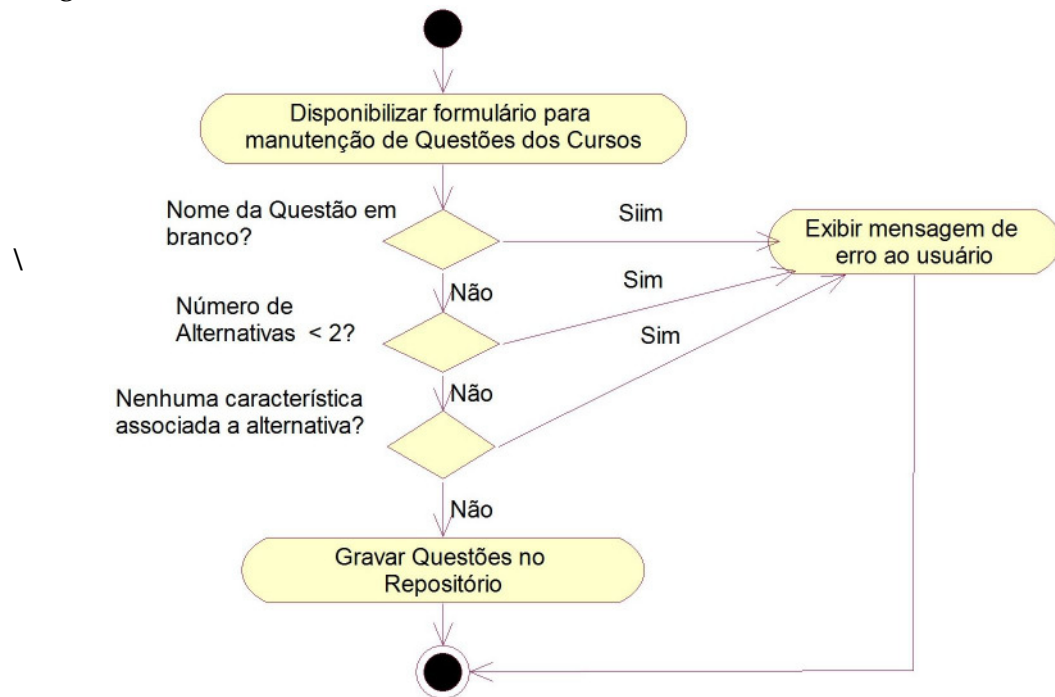 Disponibilizar formulário para
manutenção de Questões dos Cursos
Nome da Questão em
branco?
Siim
Exibir mensagem de
erro ao usuário
\
Não
Sim
Número de
Alternativas < 2?
Sim
Não
Nenhuma característica
associada a alternativa?
Não
Gravar Questões no
Repositório